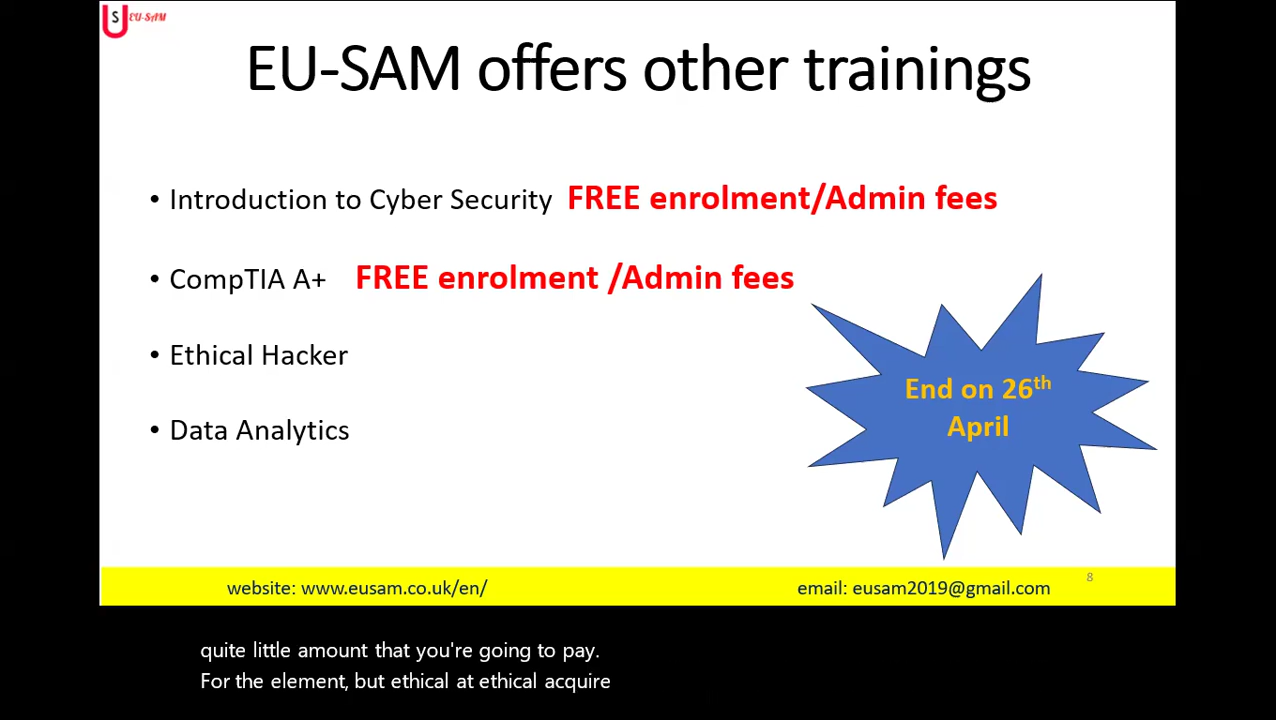 S EU-SAM
EU-SAM offers other trainings
• Introduction to Cyber Security FREE enrolment/Admin fees
• CompTIA A+ FREE enrolment /Admin fees
• Ethical Hacker
• Data Analytics
End on 26th
April
website: www.eusam.co.uk/en/
email: eusam2019@gmail.com
8
quite little amount that you're going to pay.
For the element, but ethical at ethical acquire